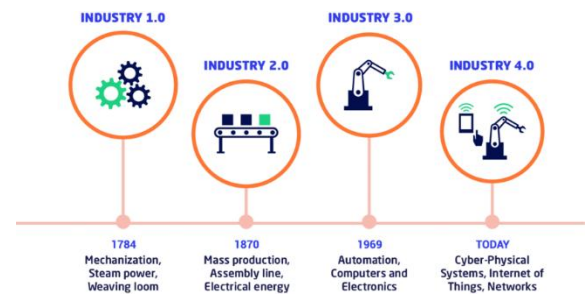 INDUSTRY 1.0
INDUSTRY 2.0
INDUSTRY 3.0
INDUSTRY 4.0
1784
Mechanization,
Steam power,
Weaving loom
1870
Mass production,
Assembly line,
Electrical energy
1969
Automation,
Computers and
Electronics
TODAY
Cyber-Physical
Systems, Internet of
Things, Networks